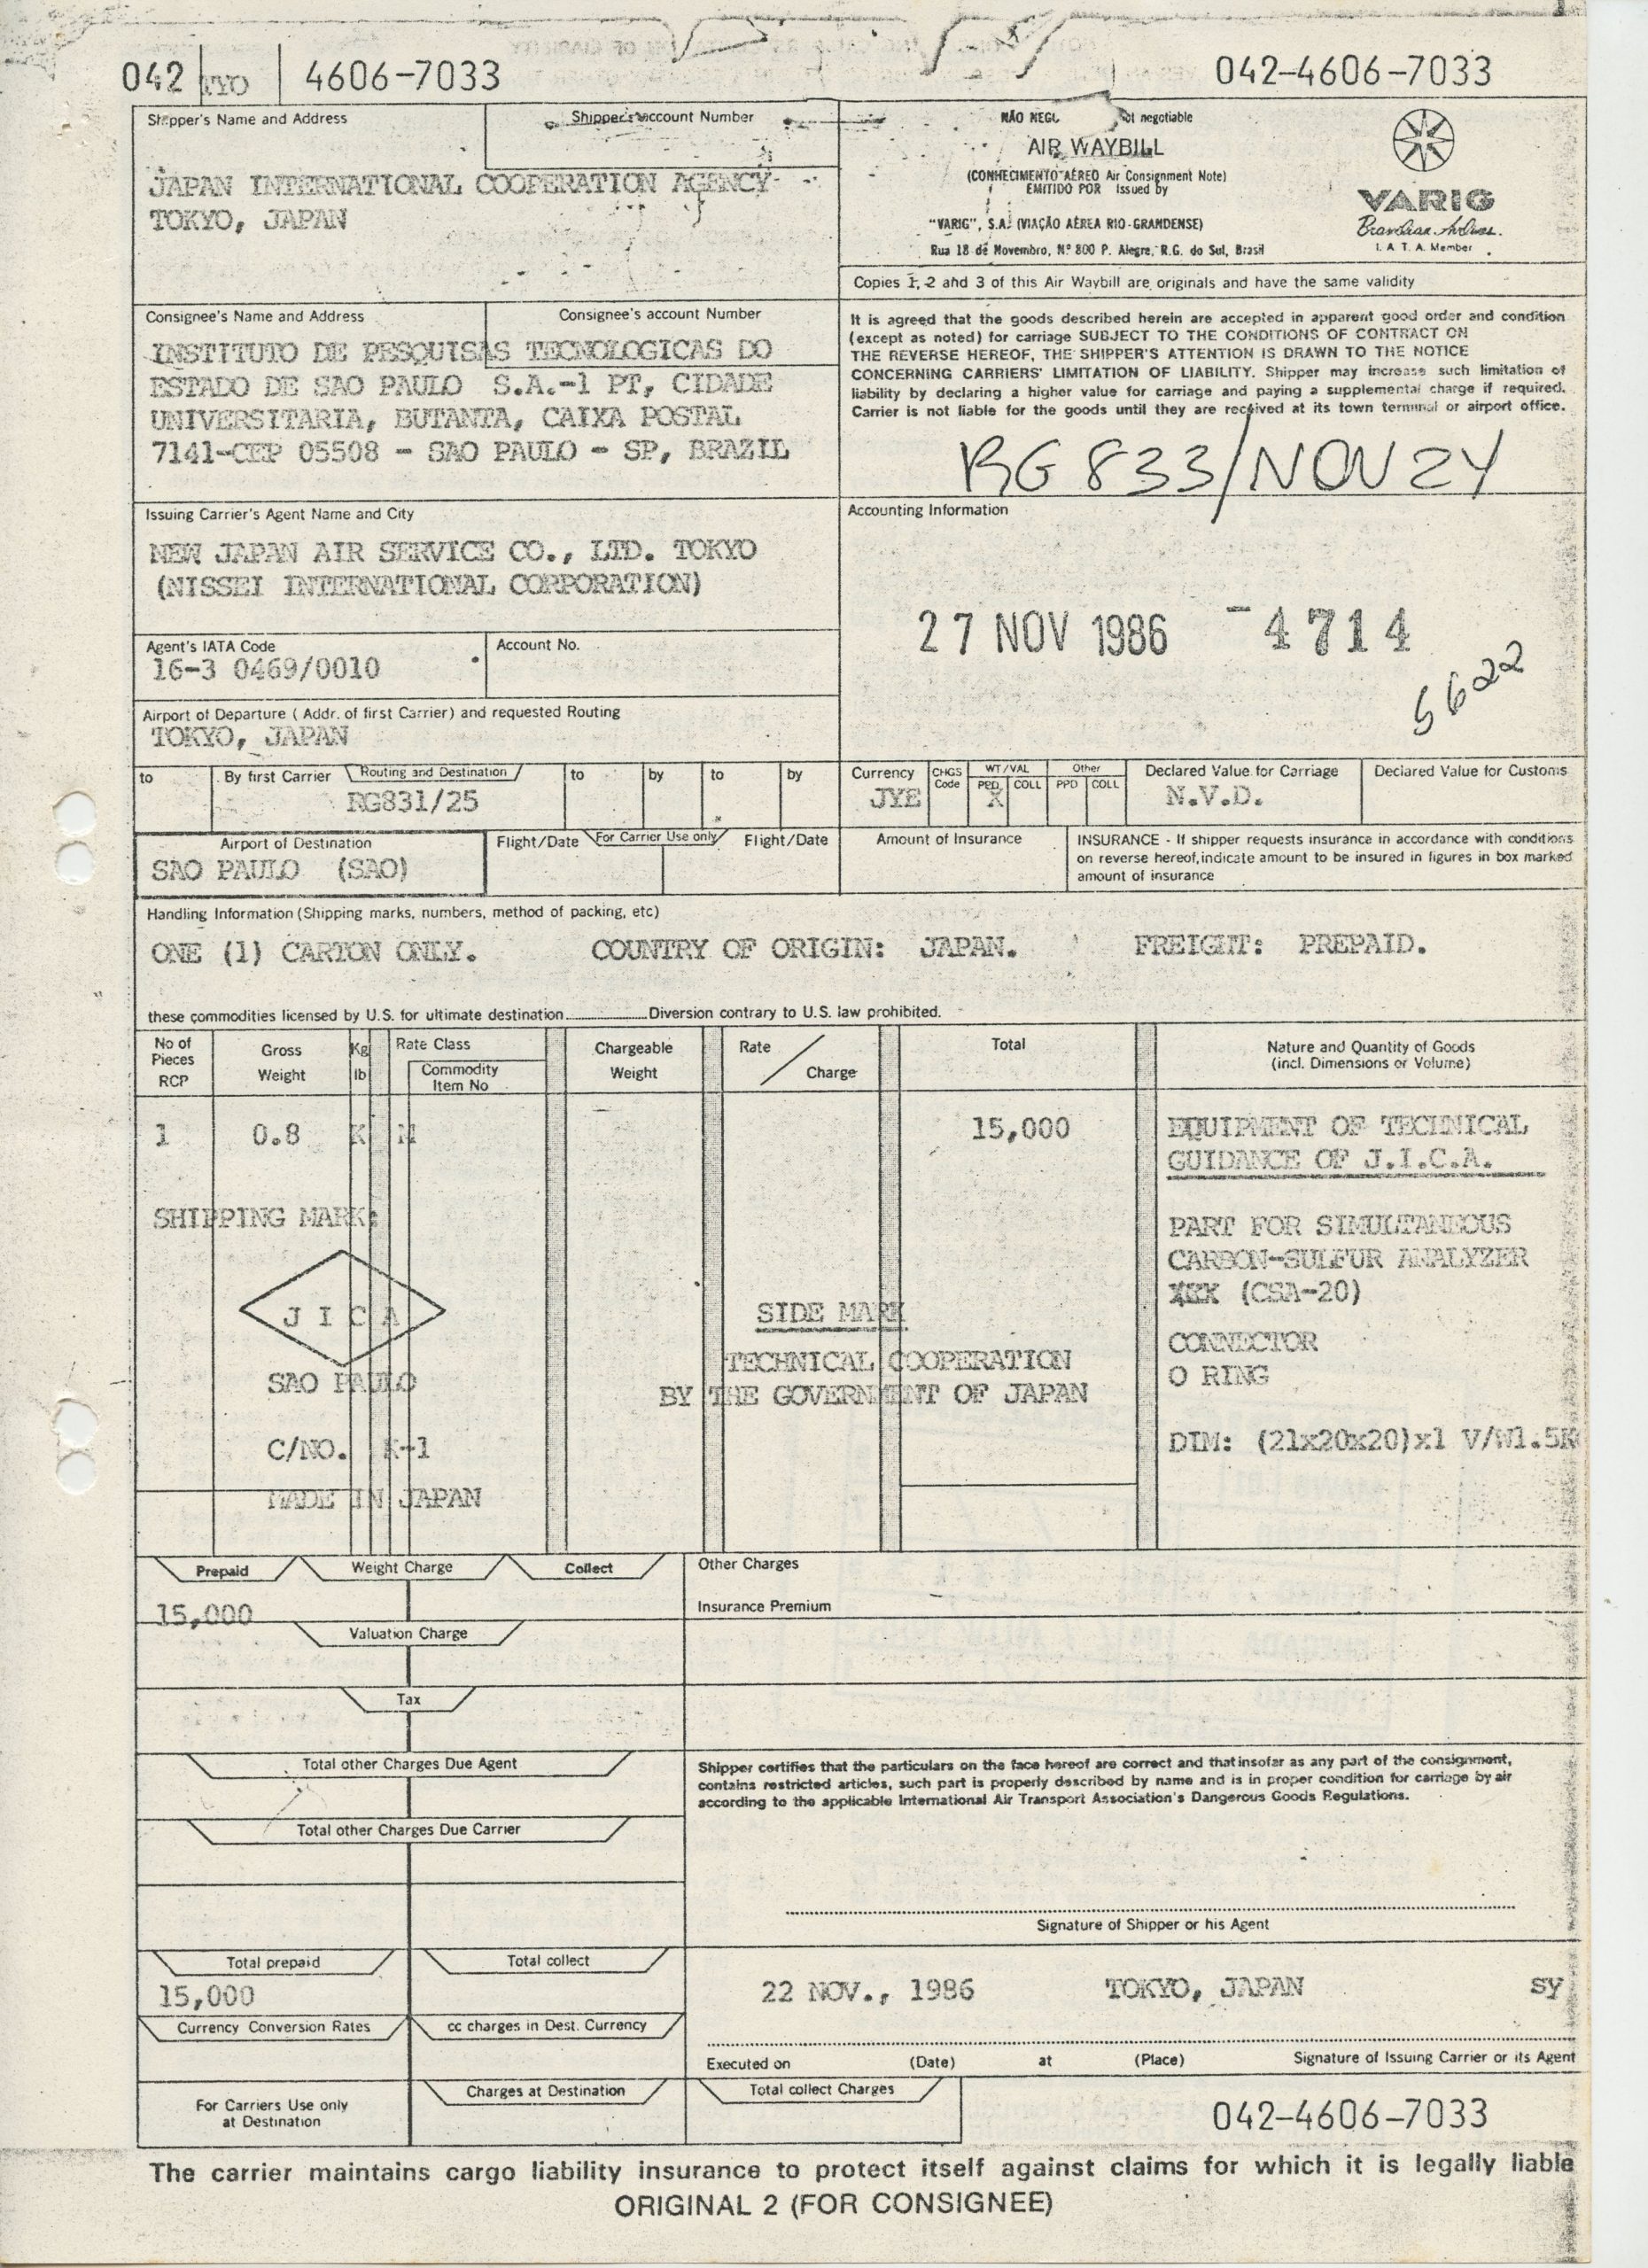 042 TYO 4606-7033
042-4606-7033
Shipper's Name and Address
Shipper's account Number
JAPAN INTERNATIONAL COOPERATION AGENCY
TOKYO, JAPAN
NÃO NEGO negotiable
AIR WAYBILL
(CONHECIMENTO AÉREO Air Consignment Note)
EMITIDO POR Issued by
"VARIG", S.A. (VIAÇÃO AÉREA RIO-GRANDENSE)
Rua 18 de Novembro, Nº 800 P. Alegre, R.G. do Sul, Brasil
VARIG
Brazilian Airlines.
I. A. T. A. Member
Copies 1, 2 and 3 of this Air Waybill are originals and have the same validity
Consignee's Name and Address
Consignee's account Number
INSTITUTO DE PESQUISAS TECNOLOGICAS DO
ESTADO DE SAO PAULO S.A.-1 PT, CIDADE
UNIVERSITARIA, BUTANTA, CAIXA POSTAL
7141-CEP 05508 - SAO PAULO - SP, BRAZIL
It is agreed that the goods described herein are accepted in apparent good order and condition
(except as noted) for carriage SUBJECT TO THE CONDITIONS OF CONTRACT ON
THE REVERSE HEREOF, THE SHIPPER'S ATTENTION IS DRAWN TO THE NOTICE
CONCERNING CARRIERS' LIMITATION OF LIABILITY. Shipper may increase such limitation of
liability by declaring a higher value for carriage and paying a supplemental charge if required.
Carrier is not liable for the goods until they are received at its town terminal or airport office.
RG 833/NOV 24
Issuing Carrier's Agent Name and City
NEW JAPAN AIR SERVICE CO., LTD. TOKYO
(NISSEI INTERNATIONAL CORPORATION)
Accounting Information
27 NOV 1986 -4714
5622
Agent's IATA Code
16-3 0469/0010
Account No.
Airport of Departure ( Addr. of first Carrier) and requested Routing
TOKYO, JAPAN
to By first Carrier Routing and Destination to by to by
RG831/25
Currency CHGS Code WT/VAL PPD COLL Other PPD COLL Declared Value for Carriage Declared Value for Customs
JYE X N.V.D.
Airport of Destination
SAO PAULO (SAO)
Flight/Date For Carrier Use only Flight/Date
Amount of Insurance
INSURANCE - If shipper requests insurance in accordance with conditions
on reverse hereof, indicate amount to be insured in figures in box marked
amount of insurance
Handling Information (Shipping marks, numbers, method of packing, etc)
ONE (1) CARTON ONLY. COUNTRY OF ORIGIN: JAPAN. FREIGHT: PREPAID.
these commodities licensed by U.S. for ultimate destination Diversion contrary to U.S. law prohibited.
No of Pieces RCP
Gross Weight
Kg lb
Rate Class
Commodity Item No
Chargeable Weight
Rate / Charge
Total
Nature and Quantity of Goods
(incl. Dimensions or Volume)
1 0.8 K N 15,000
EQUIPMENT OF TECHNICAL
GUIDANCE OF J.I.C.A.
PART FOR SIMULTANEOUS
CARBON-SULFUR ANALYZER
(CSA-20)
CONNECTOR
O RING
DIM: (21x20x20)x1 V/W1.5K
SHIPPING MARK:
J I C A
SAO PAULO
C/NO. K-1
MADE IN JAPAN
SIDE MARK
TECHNICAL COOPERATION
BY THE GOVERNMENT OF JAPAN
Prepaid Weight Charge Collect
15,000
Valuation Charge
Tax
Total other Charges Due Agent
Total other Charges Due Carrier
Other Charges
Insurance Premium
Shipper certifies that the particulars on the face hereof are correct and that insofar as any part of the consignment,
contains restricted articles, such part is properly described by name and is in proper condition for carriage by air
according to the applicable International Air Transport Association's Dangerous Goods Regulations.
Signature of Shipper or his Agent
Total prepaid Total collect
15,000
Currency Conversion Rates cc charges in Dest. Currency
22 NOV., 1986 TOKYO, JAPAN sy
Executed on (Date) at (Place) Signature of Issuing Carrier or its Agent
For Carriers Use only
at Destination
Charges at Destination
Total collect Charges
042-4606-7033
The carrier maintains cargo liability insurance to protect itself against claims for which it is legally liable
ORIGINAL 2 (FOR CONSIGNEE)